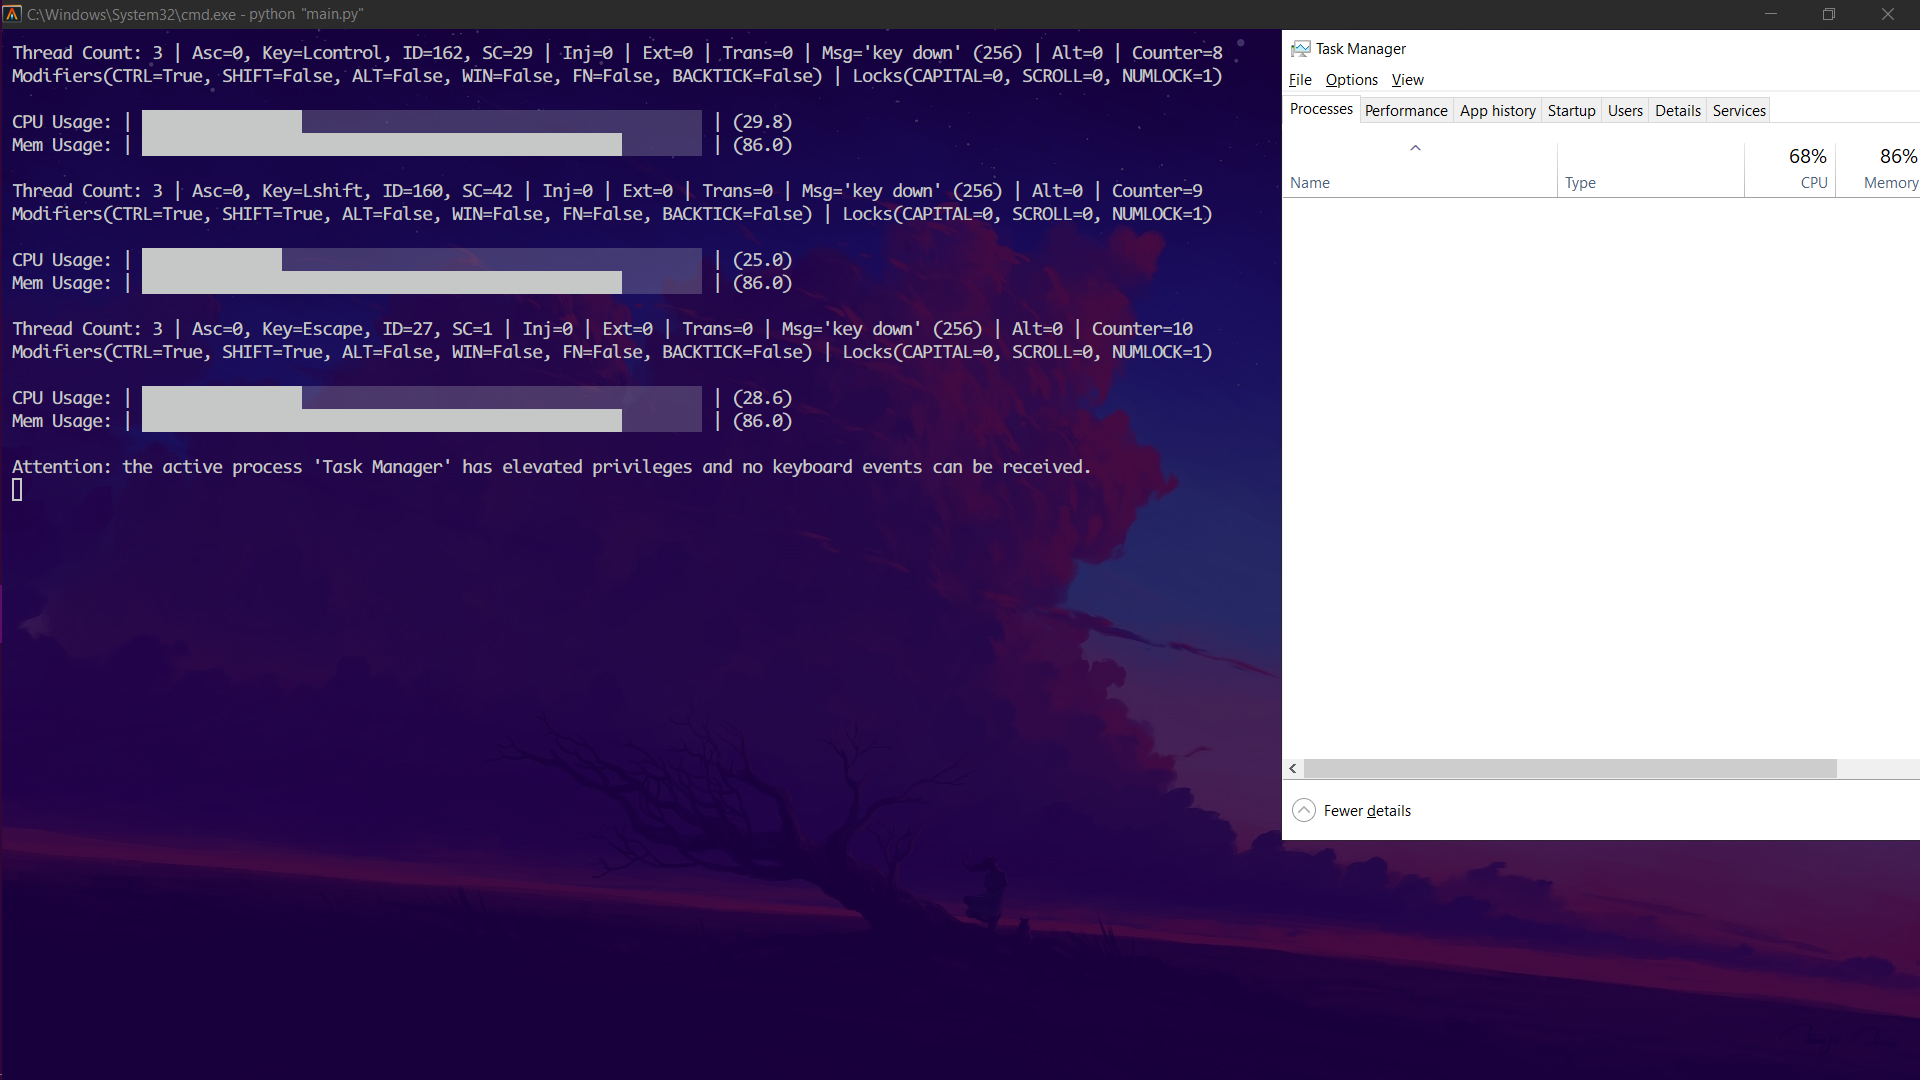 C:\Windows\System32\cmd.exe - python "main.py"
Thread Count: 3 | Asc=0, Key=Lcontrol, ID=162, SC=29 | Inj=0 | Ext=0 | Trans=0 | Msg='key down' (256) | Alt=0 | Counter=8
Modifiers(CTRL=True, SHIFT=False, ALT=False, WIN=False, FN=False, BACKTICK=False) | Locks(CAPITAL=0, SCROLL=0, NUMLOCK=1)
CPU Usage: | | (29.8)
Mem Usage: | | (86.0)
Thread Count: 3 | Asc=0, Key=Lshift, ID=160, SC=42 | Inj=0 | Ext=0 | Trans=0 | Msg='key down' (256) | Alt=0 | Counter=9
Modifiers(CTRL=True, SHIFT=True, ALT=False, WIN=False, FN=False, BACKTICK=False) | Locks(CAPITAL=0, SCROLL=0, NUMLOCK=1)
CPU Usage: | | (25.0)
Mem Usage: | | (86.0)
Thread Count: 3 | Asc=0, Key=Escape, ID=27, SC=1 | Inj=0 | Ext=0 | Trans=0 | Msg='key down' (256) | Alt=0 | Counter=10
Modifiers(CTRL=True, SHIFT=True, ALT=False, WIN=False, FN=False, BACKTICK=False) | Locks(CAPITAL=0, SCROLL=0, NUMLOCK=1)
CPU Usage: | | (28.6)
Mem Usage: | | (86.0)
Attention: the active process 'Task Manager' has elevated privileges and no keyboard events can be received.
Task Manager
File Options View
Processes Performance App history Startup Users Details Services
68% 86%
Name Type CPU Memory
Fewer details